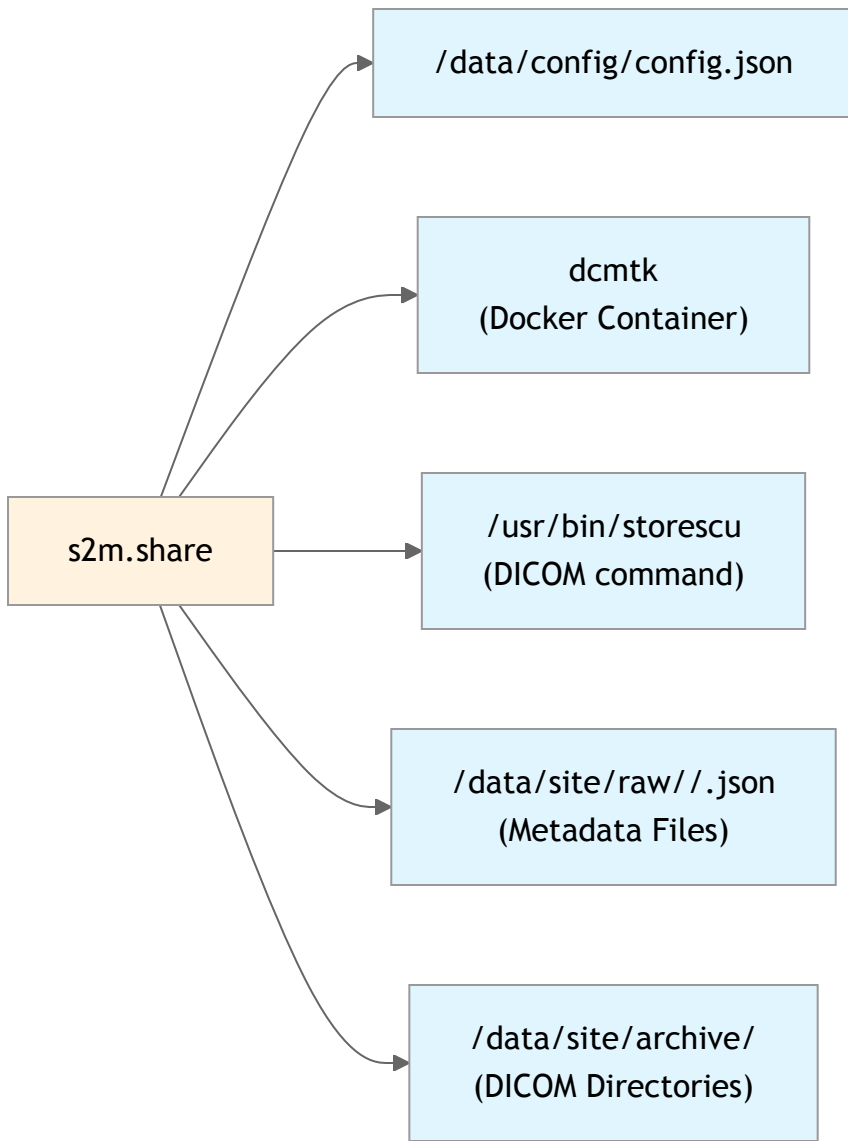 /data/config/config.json
dcmtk
(Docker Container)
s2m.share
/usr/bin/storescu
(DICOM command)
/data/site/raw//.json
(Metadata Files)
/data/site/archive/
(DICOM Directories)